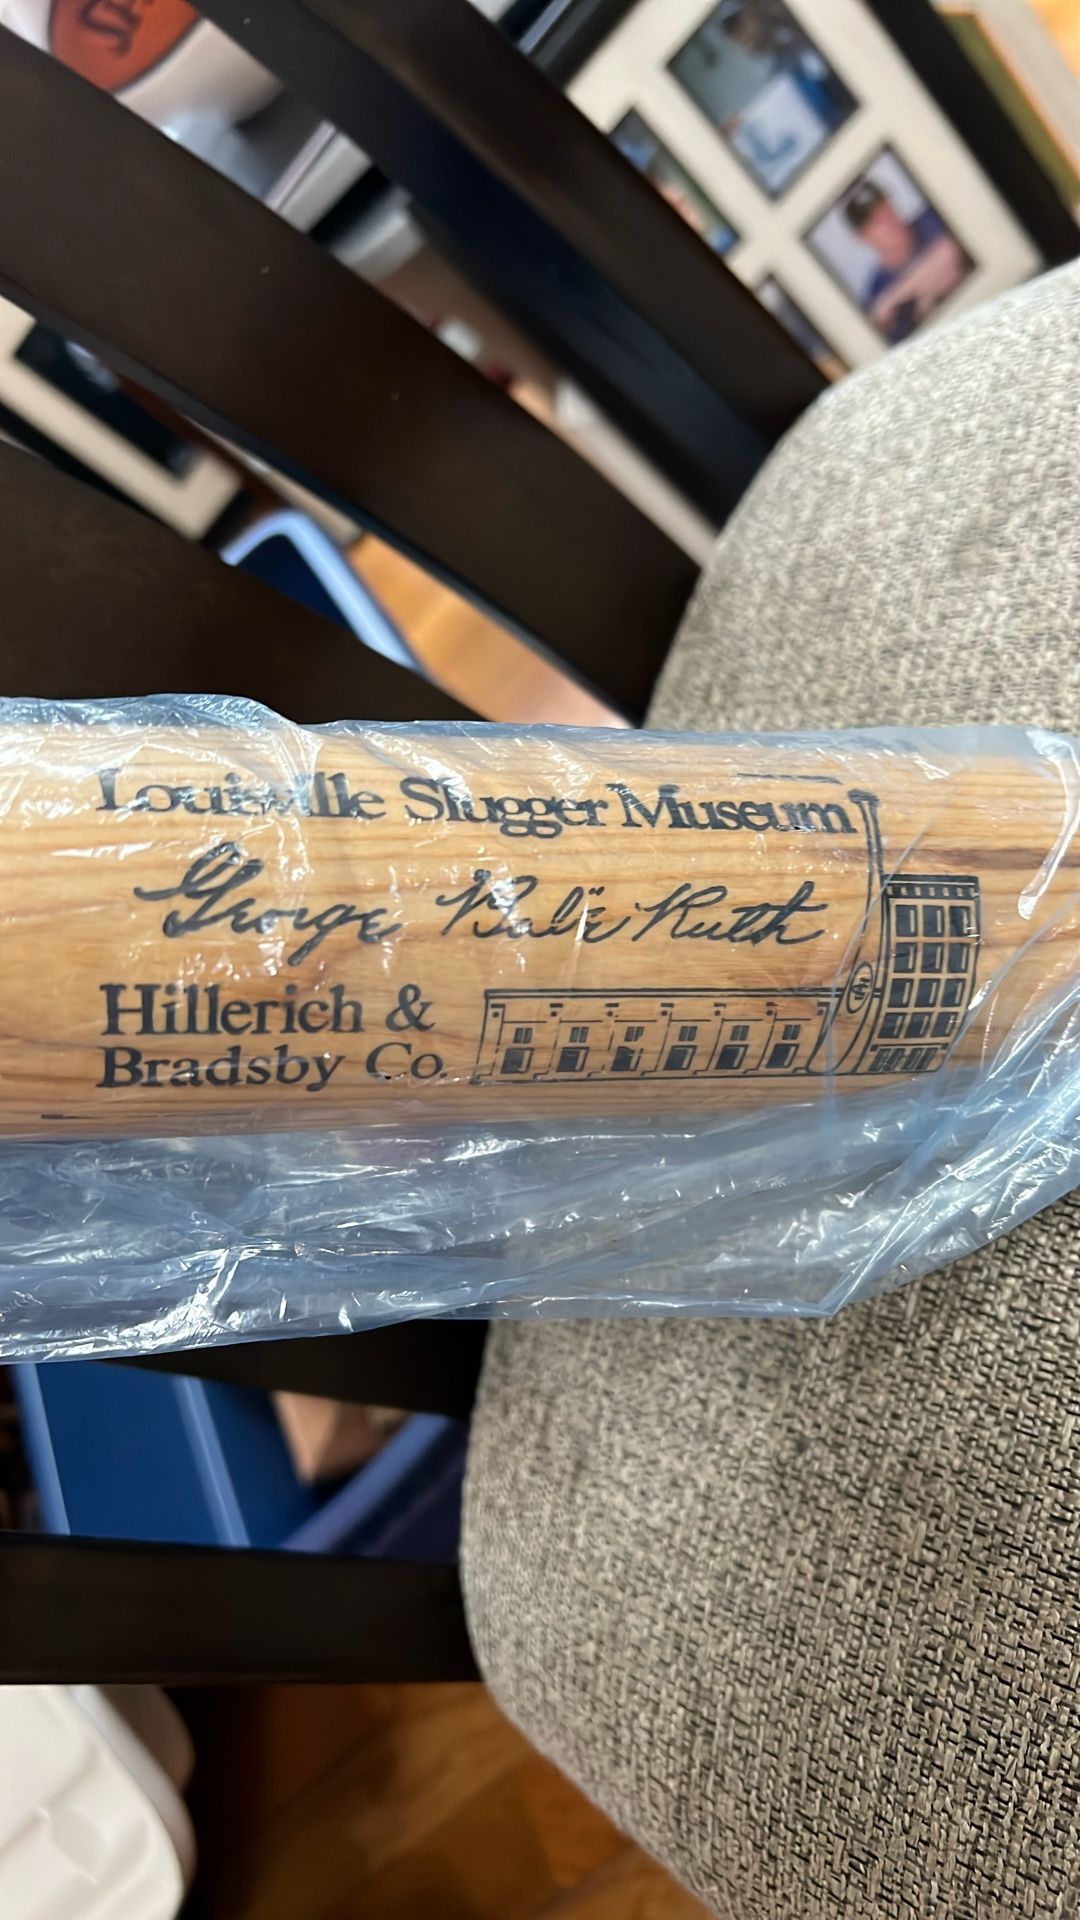 Louisville Slugger Museum
George "Babe" Ruth
Hillerich &
Bradsby Co.